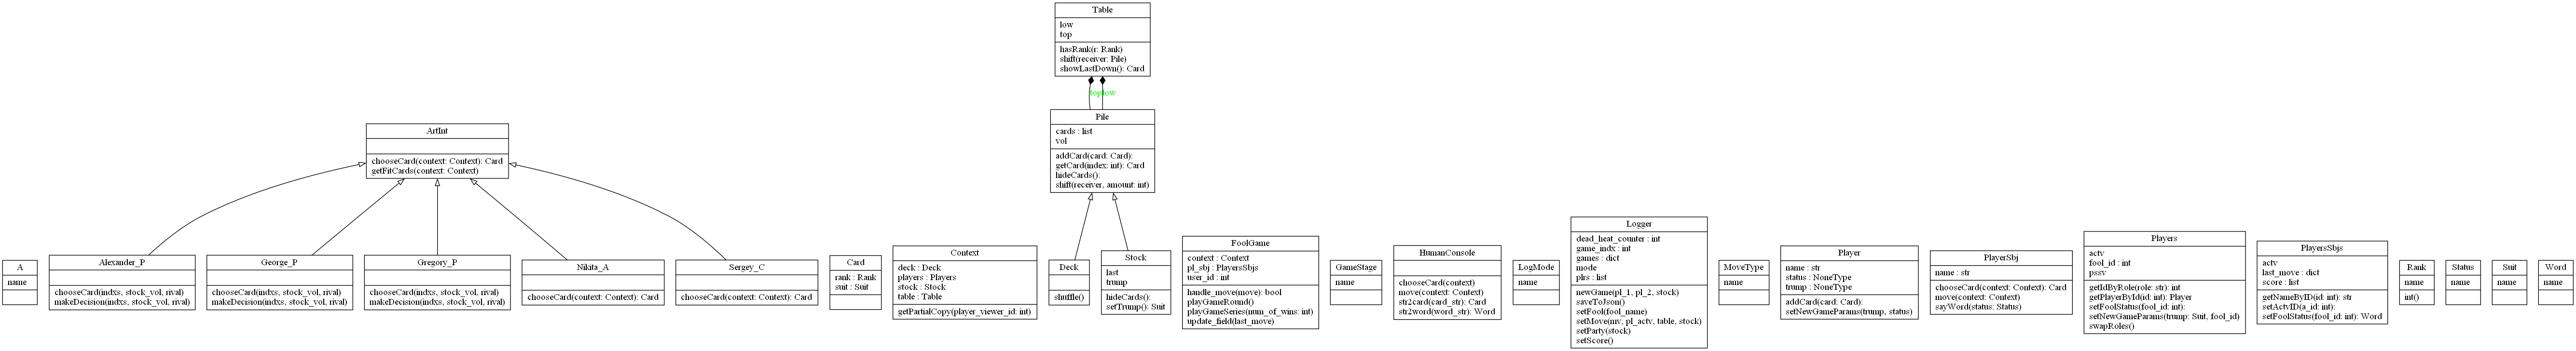 Table
low
top
hasRank(r: Rank)
shift(receiver: Pile)
showLastDown(): Card
top
low
Pile
cards : list
vol
addCard(card: Card):
getCard(index: int): Card
hideCards():
shift(receiver, amount: int)
ArtInt
chooseCard(context: Context): Card
getFitCards(context: Context)
A
name
Alexander_P
chooseCard(indxs, stock_vol, rival)
makeDecision(indxs, stock_vol, rival)
George_P
chooseCard(indxs, stock_vol, rival)
makeDecision(indxs, stock_vol, rival)
Gregory_P
chooseCard(indxs, stock_vol, rival)
makeDecision(indxs, stock_vol, rival)
Nikita_A
chooseCard(context: Context): Card
Sergey_C
chooseCard(context: Context): Card
Card
rank : Rank
suit : Suit
Context
deck : Deck
players : Players
stock : Stock
table : Table
getPartialCopy(player_viewer_id: int)
Deck
shuffle()
Stock
last
trump
hideCards():
setTrump(): Suit
FoolGame
context : Context
pl_sbj : PlayersSbjs
user_id : int
handle_move(move): bool
playGameRound()
playGameSeries(num_of_wins: int)
update_field(last_move)
GameStage
name
HumanConsole
chooseCard(context)
move(context: Context)
str2card(card_str): Card
str2word(word_str): Word
LogMode
name
Logger
dead_heat_counter : int
game_indx : int
games : dict
mode
plrs : list
newGame(pl_1, pl_2, stock)
saveToJson()
setFool(fool_name)
setMove(mv, pl_actv, table, stock)
setParty(stock)
setScore()
MoveType
name
Player
name : str
status : NoneType
trump : NoneType
addCard(card: Card):
setNewGameParams(trump, status)
PlayerSbj
name : str
chooseCard(context: Context): Card
move(context: Context)
sayWord(status: Status)
Players
actv
fool_id : int
pssv
getIdByRole(role: str): int
getPlayerById(id: int): Player
setFoolStatus(fool_id: int):
setNewGameParams(trump: Suit, fool_id)
swapRoles()
PlayersSbjs
actv
last_move : dict
score : list
getNameByID(id: int): str
setActvID(a_id: int):
setFoolStatus(fool_id: int): Word
Rank
name
int()
Status
name
Suit
name
Word
name